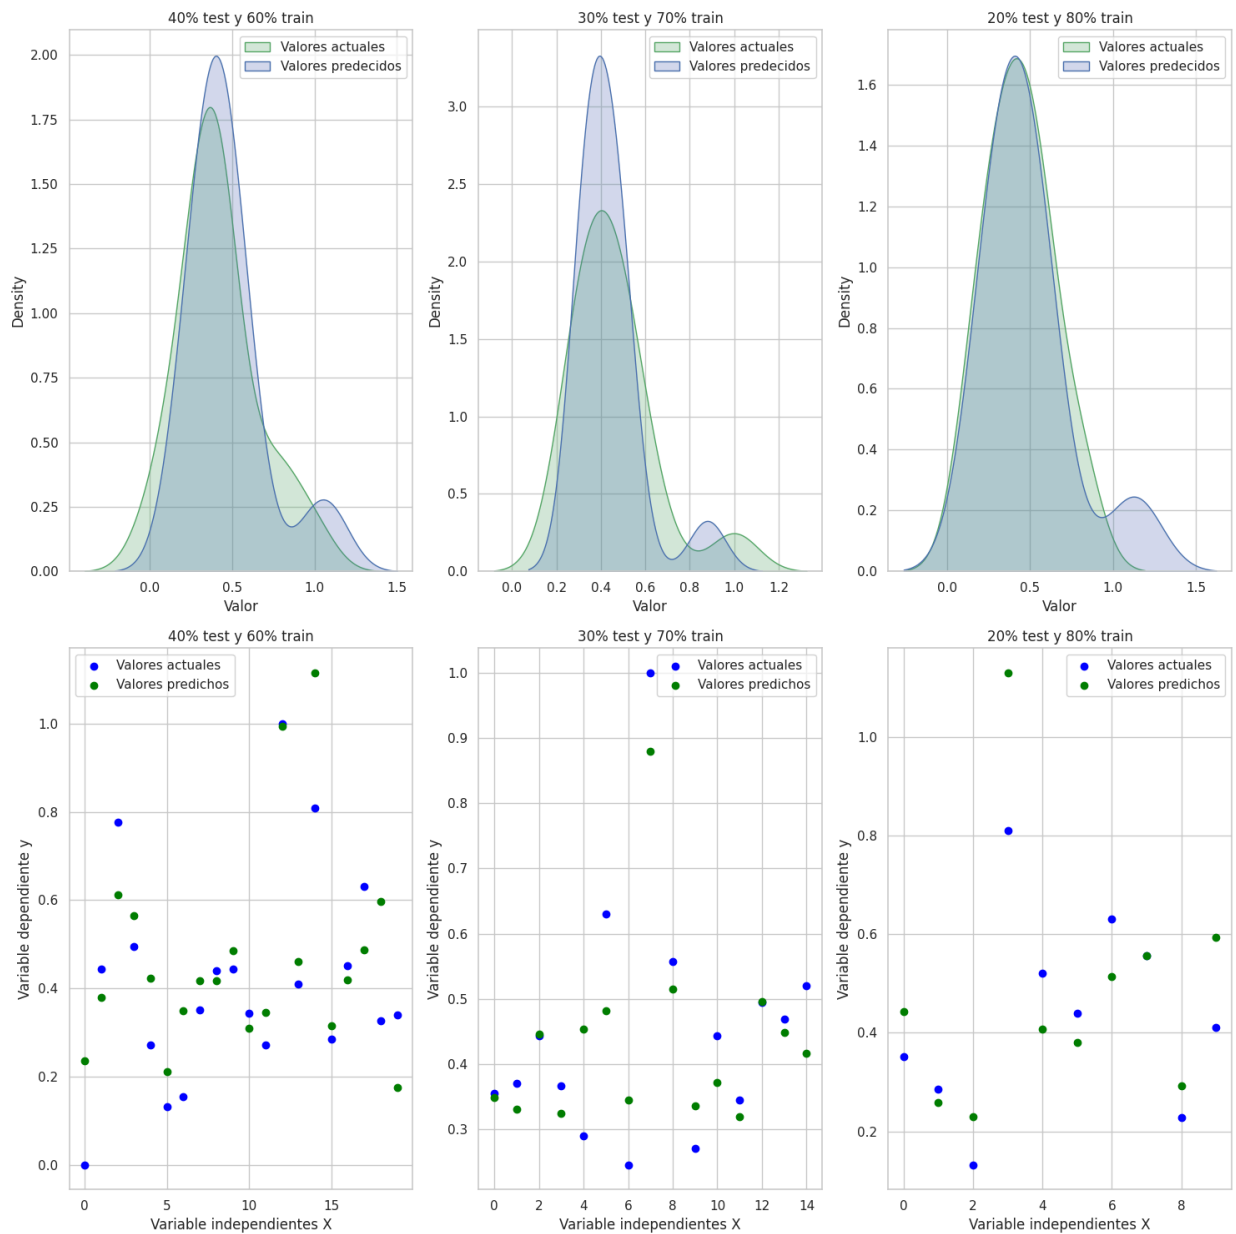 40% test y 60% train
Valores actuales
Valores predecidos
2.00
1.75
1.50
1.25
1.00
0.75
0.50
0.25
0.00
Density
0.0 0.5 1.0 1.5
Valor
30% test y 70% train
Valores actuales
Valores predecidos
3.0
2.5
2.0
1.5
1.0
0.5
0.0
Density
0.0 0.2 0.4 0.6 0.8 1.0 1.2
Valor
20% test y 80% train
Valores actuales
Valores predecidos
1.6
1.4
1.2
1.0
0.8
0.6
0.4
0.2
0.0
Density
0.0 0.5 1.0 1.5
Valor
40% test y 60% train
Valores actuales
Valores predichos
1.0
0.8
0.6
0.4
0.2
0.0
Variable dependiente y
0 5 10 15
Variable independientes X
30% test y 70% train
Valores actuales
Valores predichos
1.0
0.9
0.8
0.7
0.6
0.5
0.4
0.3
Variable dependiente y
0 2 4 6 8 10 12 14
Variable independientes X
20% test y 80% train
Valores actuales
Valores predichos
1.0
0.8
0.6
0.4
0.2
Variable dependiente y
0 2 4 6 8
Variable independientes X